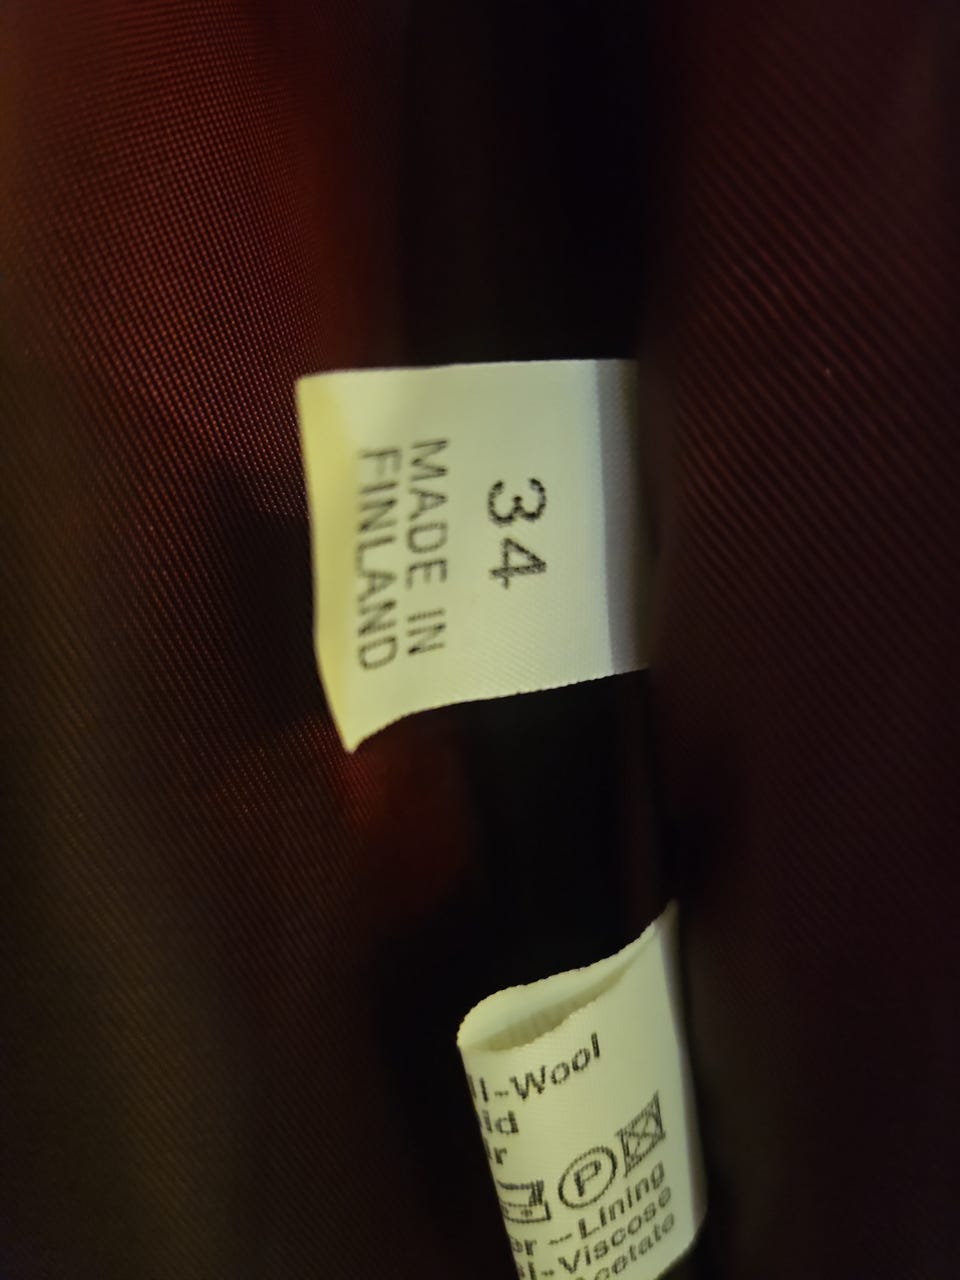 34
MADE IN
FINLAND
-Wool
P
-Lining
-Viscose